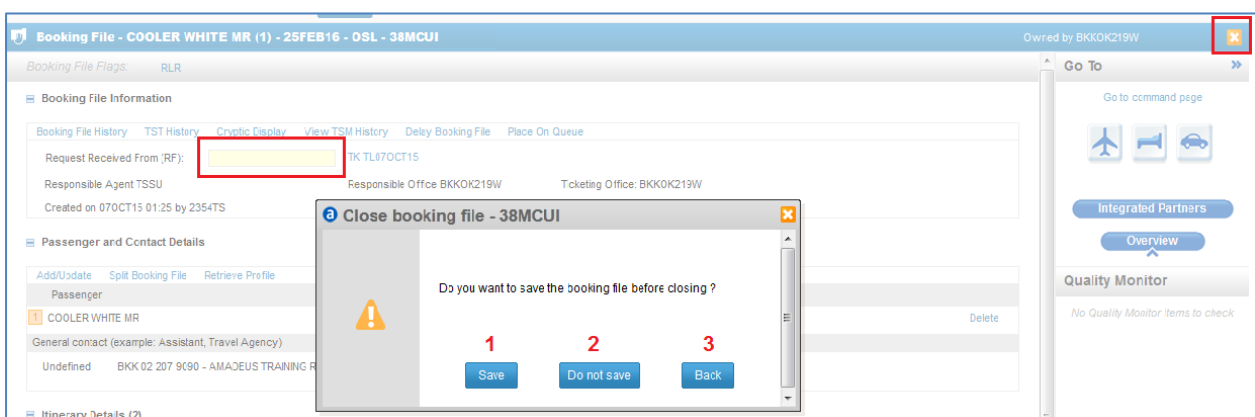 Booking File - COOLER WHITE MR (1) - 25FEB16 - OSL - 38MCUI
Owned by BKKOK219W
Booking File Flags: RLR
Go To
Booking File Information
Go to command page
Booking File History TST History Cryptic Display View TSM History Delay Booking File Place On Queue
Request Received From (RF): TK TL07OCT15
Responsible Agent TSSU Responsible Office BKKOK219W Ticketing Office: BKKOK219W
Created on 07OCT15 01:25 by 2354TS
Integrated Partners
Overview
Close booking file - 38MCUI
Passenger and Contact Details
Add/Update Split Booking File Retrieve Profile
Quality Monitor
Passenger
Do you want to save the booking file before closing ?
1 COOLER WHITE MR
Delete
No Quality Monitor items to check
General contact (example: Assistant, Travel Agency)
1 2 3
Undefined BKK 02 207 9090 - AMADEUS TRAINING R
Save Do not save Back
Itinerary Details (2)